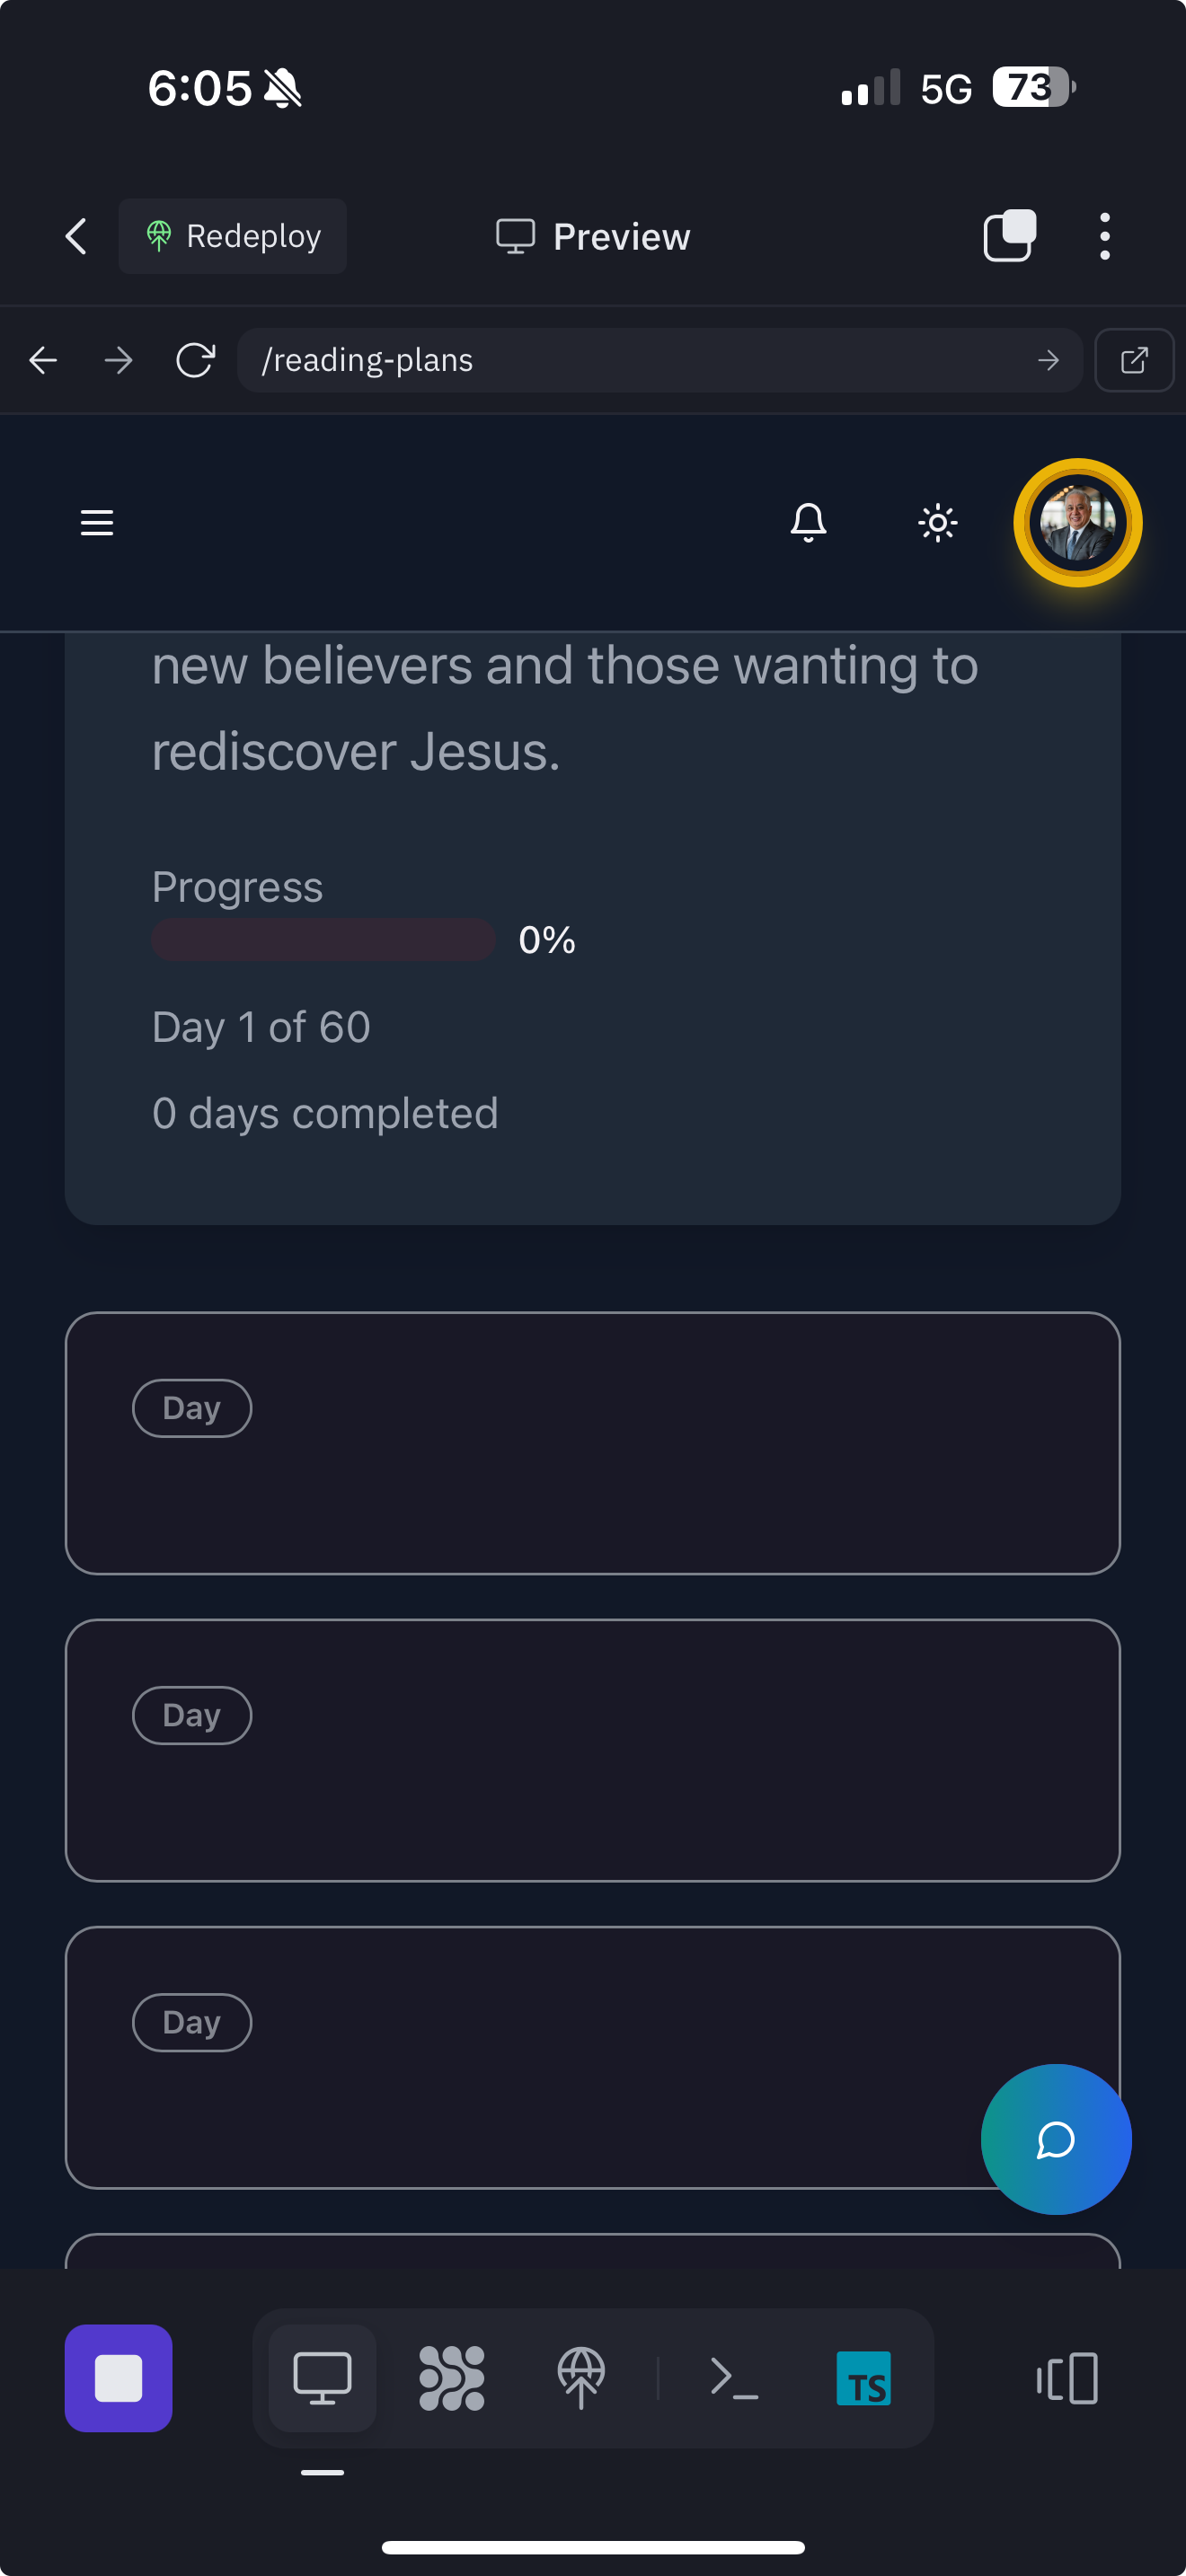 6:05
5G
73
Redeploy
Preview
/reading-plans
new believers and those wanting to
rediscover Jesus.
Progress
0%
Day 1 of 60
0 days completed
Day
Day
Day
TS